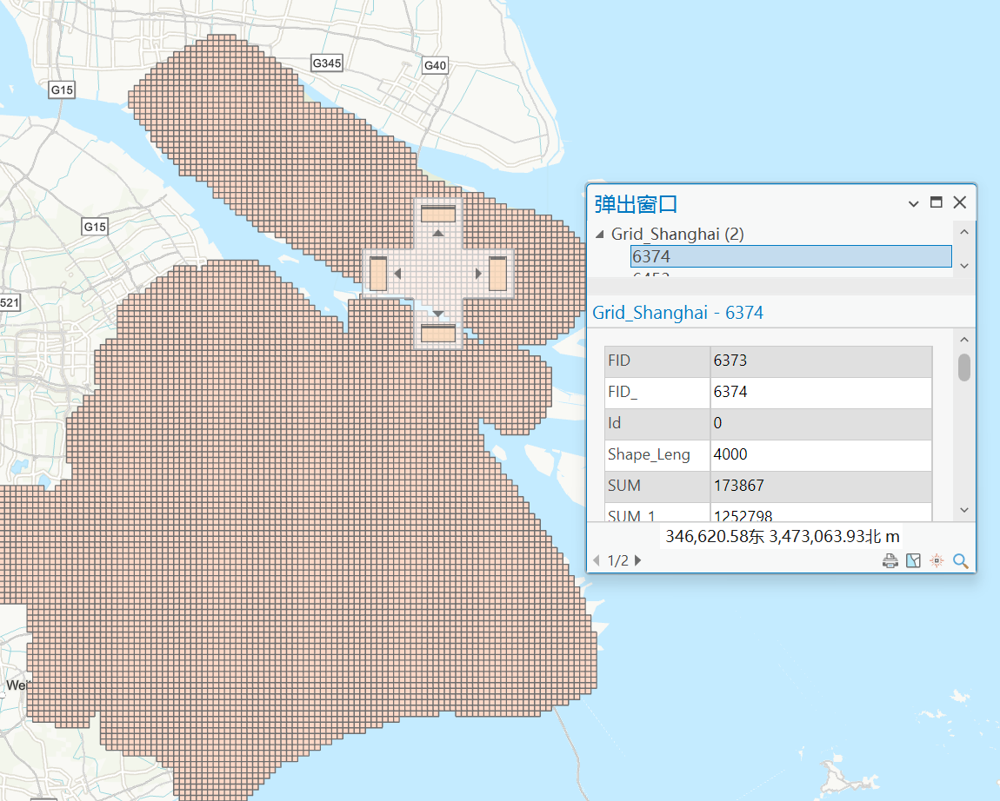 G345
G40
G15
G15
521
Wei
弹出窗口
Grid_Shanghai (2)
6374
Grid_Shanghai - 6374
FID 6373
FID_ 6374
Id 0
Shape_Leng 4000
SUM 173867
SUM_1 1252798
346,620.58东 3,473,063.93北 m
1/2